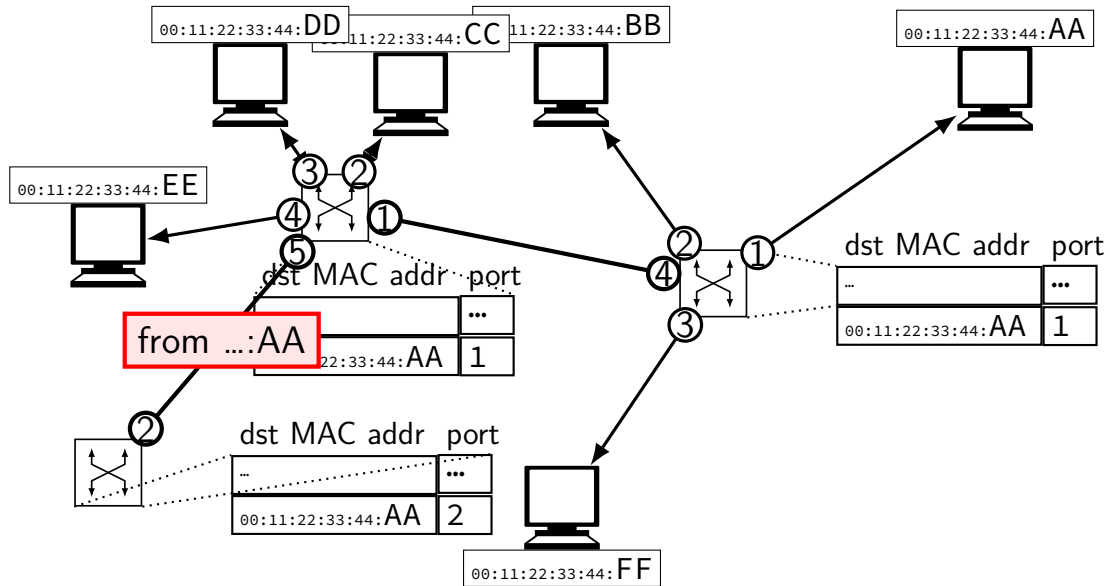 00:11:22:33:44:DD
33:44:CC
11:22:33:44:BB
00:11:22:33:44:AA
00:11:22:33:44:EE
3
2
4
1
5
2
1
4
3
dst MAC addr port
... ...
22:33:44:AA 1
dst MAC addr port
... ...
00:11:22:33:44:AA 1
from ...:AA
2
dst MAC addr port
... ...
00:11:22:33:44:AA 2
00:11:22:33:44:FF